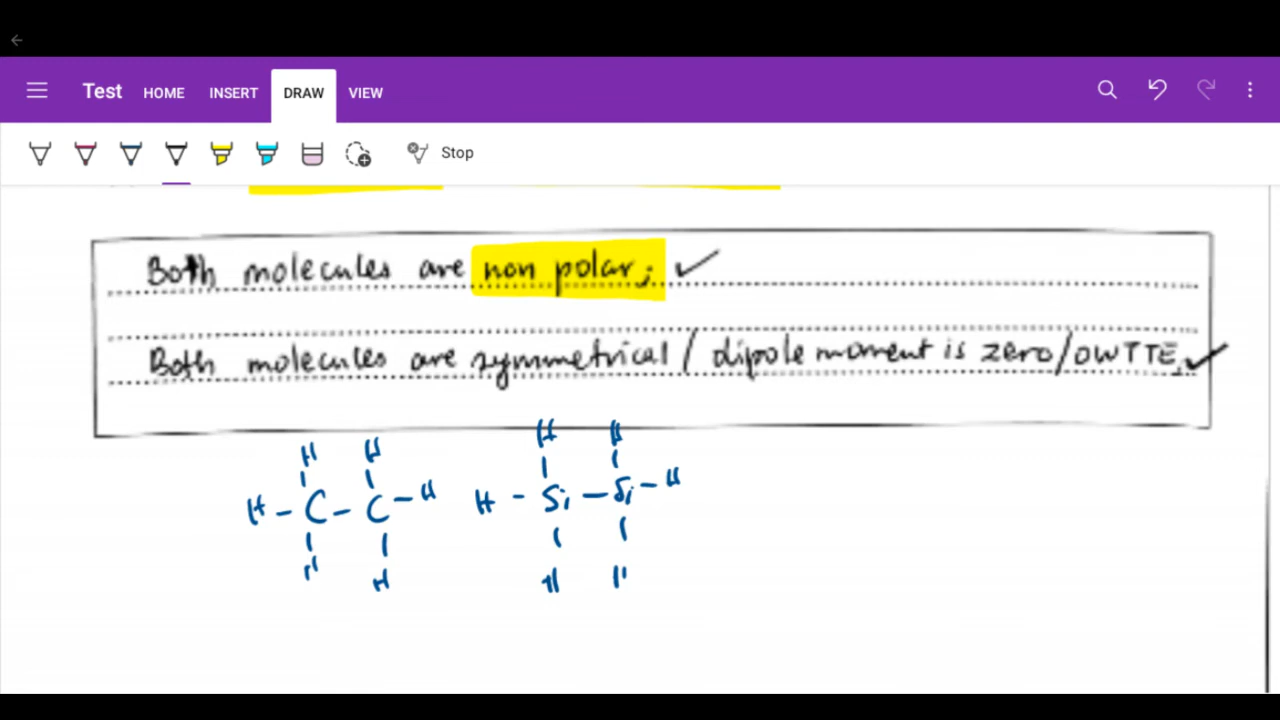 Test HOME INSERT DRAW VIEW
Stop
Both molecules are non polar; ✓
Both molecules are symmetrical / dipole moment is zero/OWTTE. ✓
H H H H
H - C - C - H H - Si - Si - H
H H H H